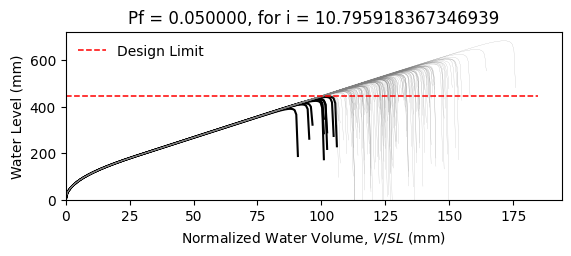 Pf = 0.050000, for i = 10.795918367346939
Design Limit
Water Level (mm)
600
400
200
0
0 25 50 75 100 125 150 175
Normalized Water Volume, V/SL (mm)